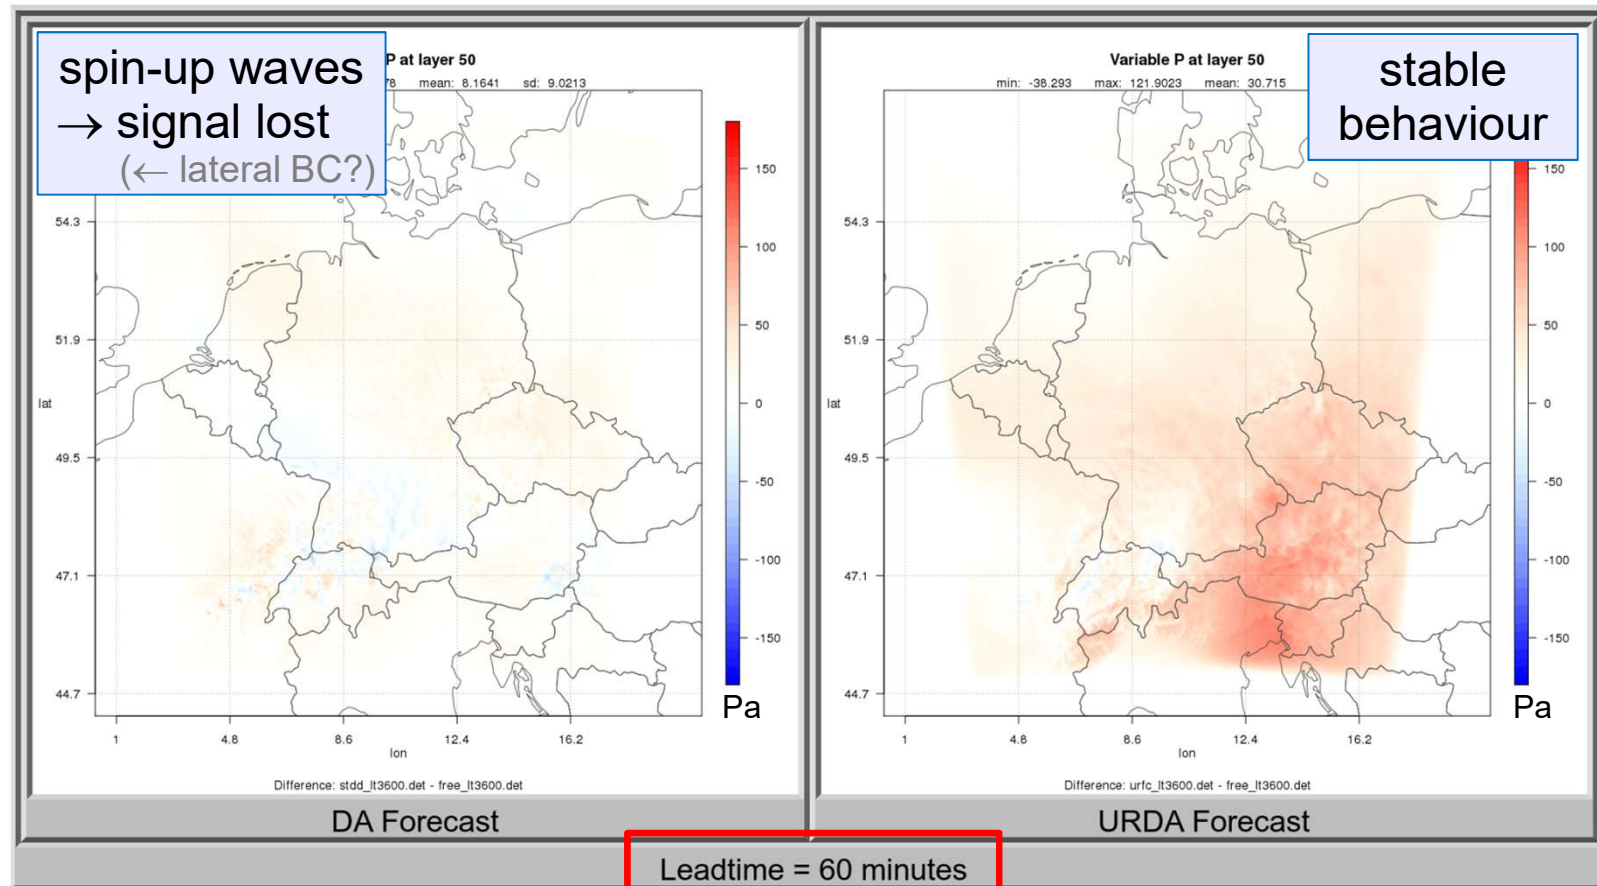 spin-up waves
→ signal lost
(← lateral BC?)
P at layer 50
78 mean: 8.1641 sd: 9.0213
54.3
51.9
lat
49.5
47.1
44.7
1 4.8 8.6 12.4 16.2
lon
150
100
50
0
-50
-100
-150
Pa
Difference: stdd_lt3600.det - free_lt3600.det
DA Forecast
stable
behaviour
Variable P at layer 50
min: -38.293 max: 121.9023 mean: 30.715
54.3
51.9
lat
49.5
47.1
44.7
1 4.8 8.6 12.4 16.2
lon
150
100
50
0
-50
-100
-150
Pa
Difference: urfc_lt3600.det - free_lt3600.det
URDA Forecast
Leadtime = 60 minutes